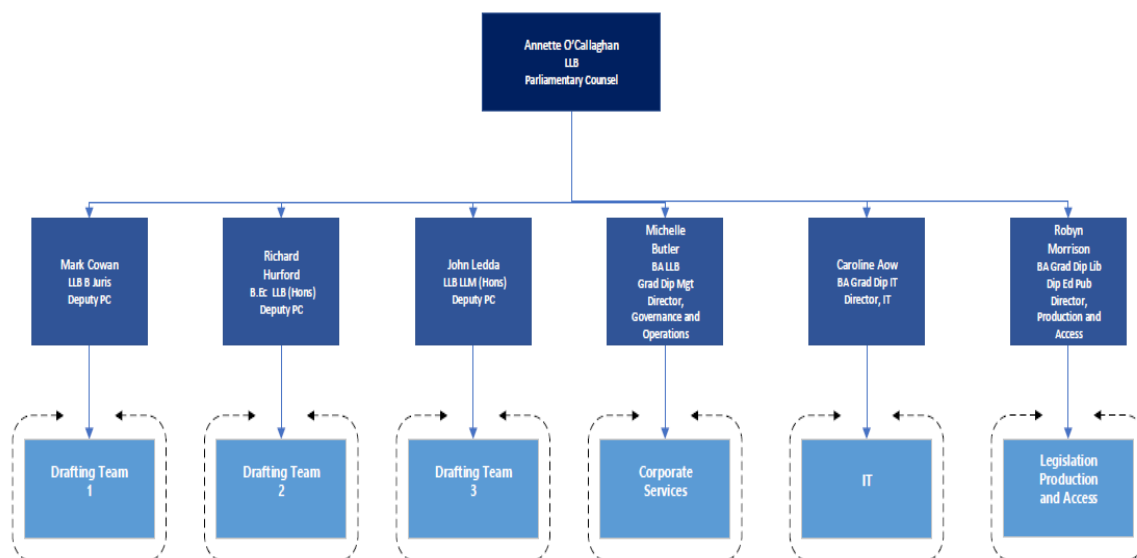 Annette O'Callaghan
LLB
Parliamentary Counsel
Mark Cowan
LLB B Juris
Deputy PC
Richard
Hurford
B.Ec LLB (Hons)
Deputy PC
John Ledda
LLB LLM (Hons)
Deputy PC
Michelle
Butler
BA LLB
Grad Dip Mgt
Director,
Governance and
Operations
Caroline Aow
BA Grad Dip IT
Director, IT
Robyn
Morrison
BA Grad Dip Lib
Dip Ed Pub
Director,
Production and
Access
Drafting Team
1
Drafting Team
2
Drafting Team
3
Corporate
Services
IT
Legislation
Production
and Access